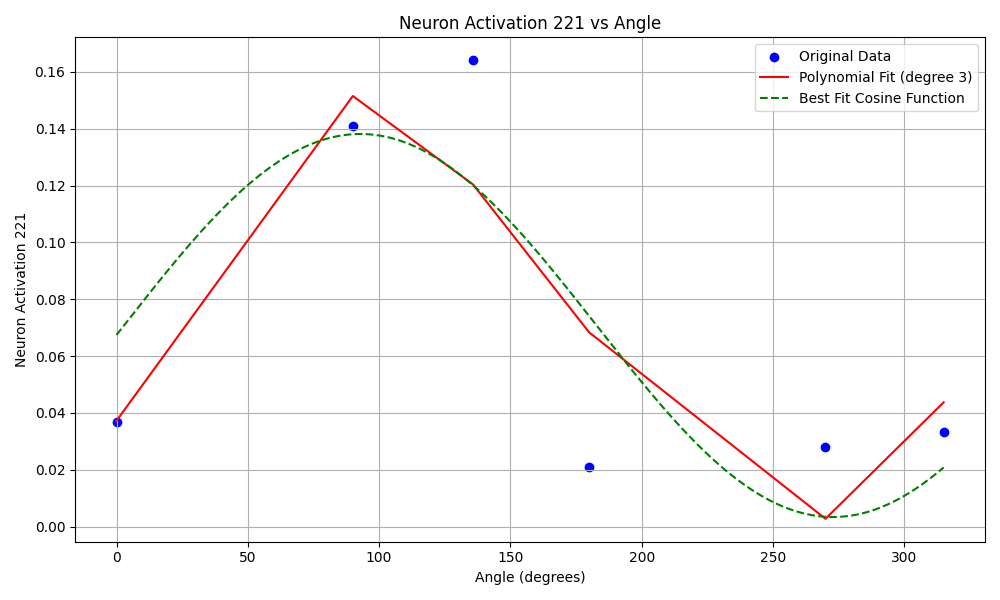 Neuron Activation 221 vs Angle
Original Data
Polynomial Fit (degree 3)
Best Fit Cosine Function
Neuron Activation 221
0.16
0.14
0.12
0.10
0.08
0.06
0.04
0.02
0.00
0 50 100 150 200 250 300
Angle (degrees)